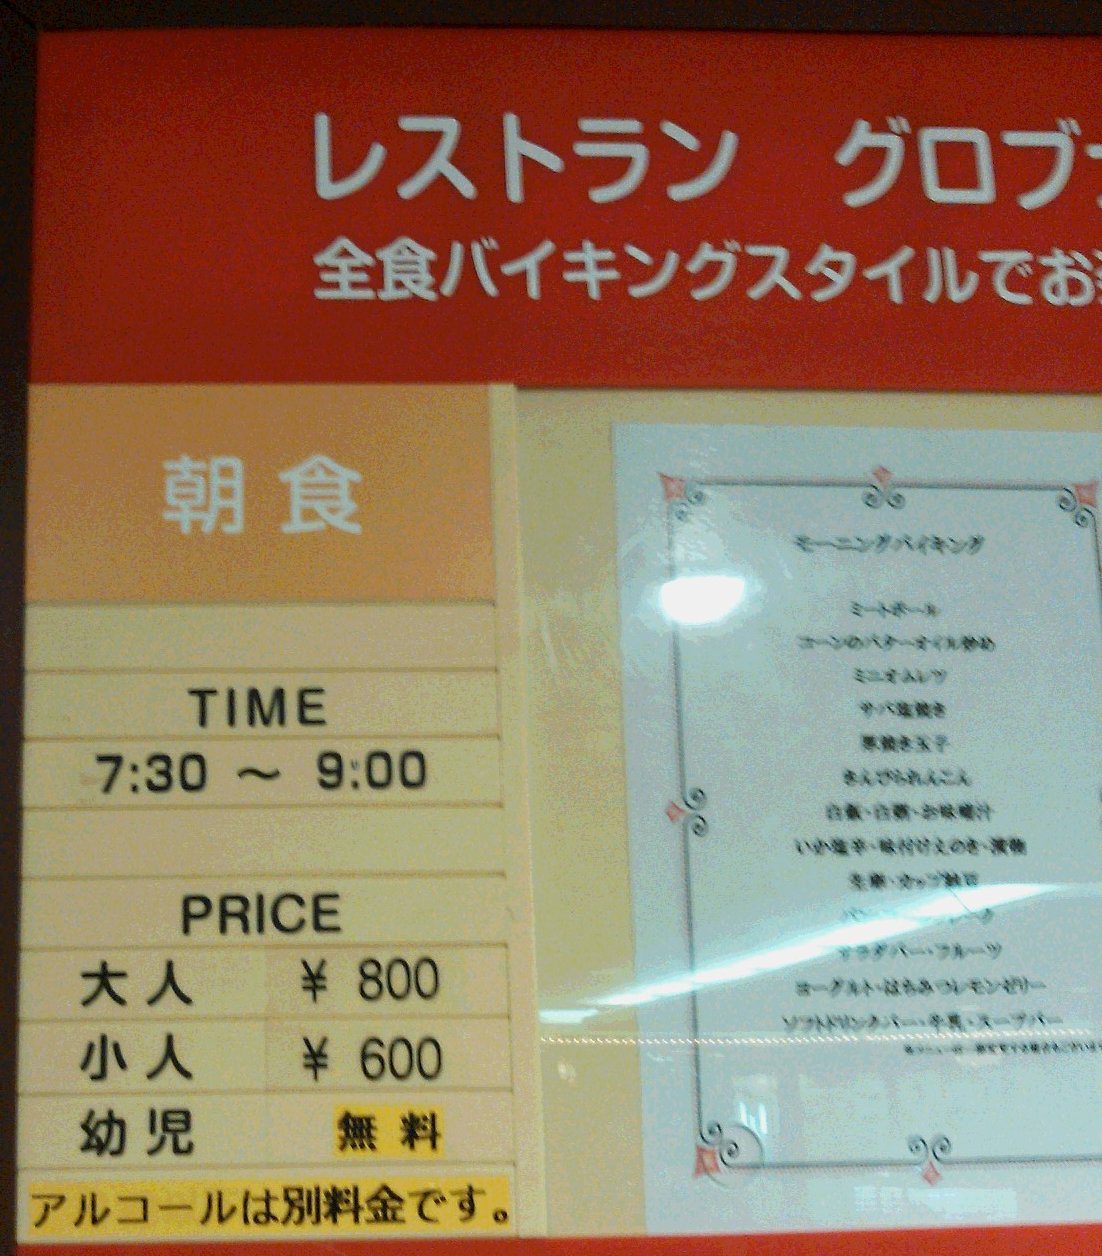 レストラン グロブ
全食バイキングスタイルでお
朝食
TIME
7:30 ～ 9:00
PRICE
大人 ¥ 800
小人 ¥ 600
幼児 無料
アルコールは別料金です。
モーニングバイキング
ミートボール
コーンのバターオイル炒め
ミニオムレツ
サバ塩焼き
厚焼き玉子
きんぴられんこん
白飯・白粥・お味噌汁
いか塩辛・味付けえのき・漬物
生卵・カップ納豆
サラダバー・フルーツ
ヨーグルト・はちみつレモンゼリー
ソフトドリンクバー・牛乳・スープバー